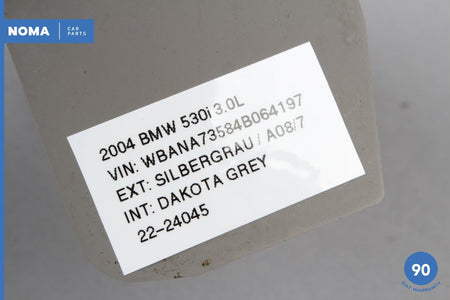 NOMA CAR
PARTS
2004 BMW 530i 3.0L
VIN: WBANA73584B064197
EXT: SILBERGRAU / A08/7
INT: DAKOTA GREY
22-24045
90
DAY WARRANTY